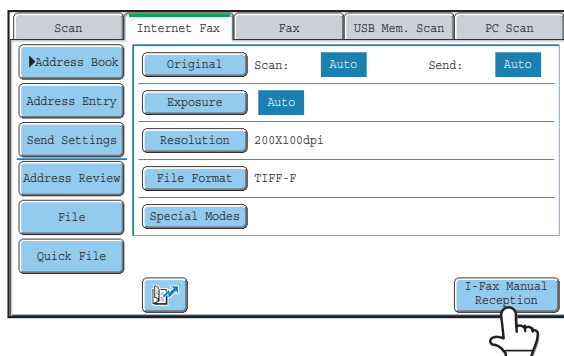 Scan Internet Fax Fax USB Mem. Scan PC Scan
Address Book Original Scan: Auto Send: Auto
Address Entry Exposure Auto
Send Settings Resolution 200X100dpi
Address Review File Format TIFF-F
File Special Modes
Quick File
I-Fax Manual
Reception